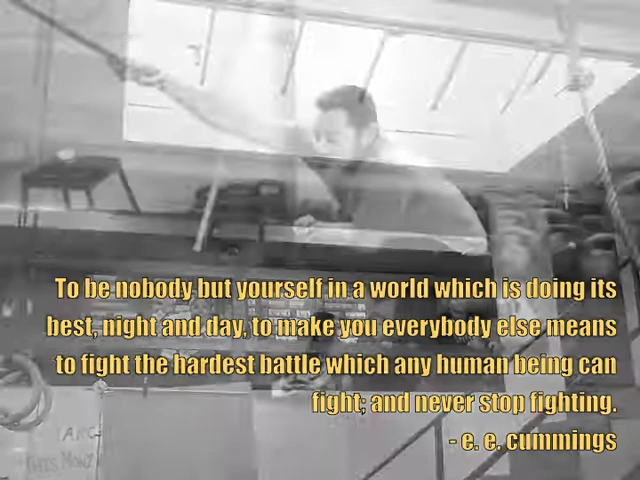 To be nobody but yourself in a world which is doing its
best, night and day, to make you everybody else means
to fight the hardest battle which any human being can
fight; and never stop fighting.
- e. e. cummings